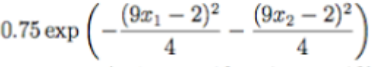 0.75 exp(−(9x₁ − 2)²/4 − (9x₂ − 2)²/4)